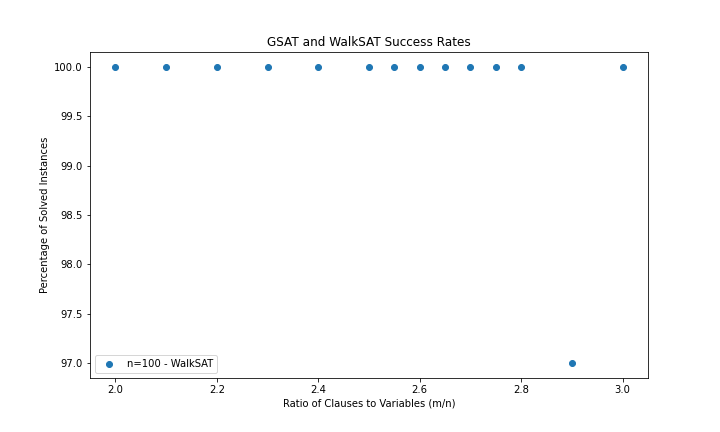 GSAT and WalkSAT Success Rates
100.0
99.5
99.0
98.5
98.0
97.5
97.0
Percentage of Solved Instances
n=100 - WalkSAT
2.0 2.2 2.4 2.6 2.8 3.0
Ratio of Clauses to Variables (m/n)